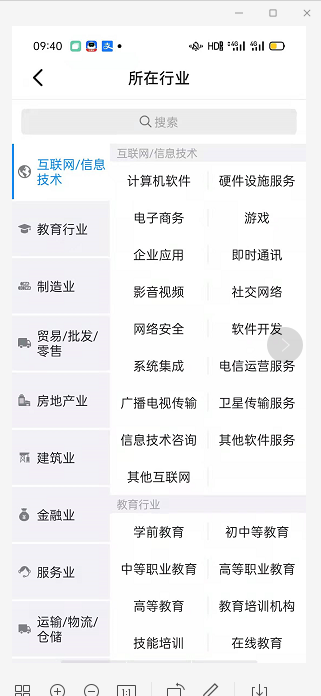 09:40 HD 4G 4G
所在行业
搜索
互联网/信息
技术
教育行业
制造业
贸易/批发/
零售
房地产业
建筑业
金融业
服务业
运输/物流/
仓储
互联网/信息技术
计算机软件 硬件设施服务
电子商务 游戏
企业应用 即时通讯
影音视频 社交网络
网络安全 软件开发
系统集成 电信运营服务
广播电视传输 卫星传输服务
信息技术咨询 其他软件服务
其他互联网
教育行业
学前教育 初中等教育
中等职业教育 高等职业教育
高等教育 教育培训机构
技能培训 在线教育
1:1